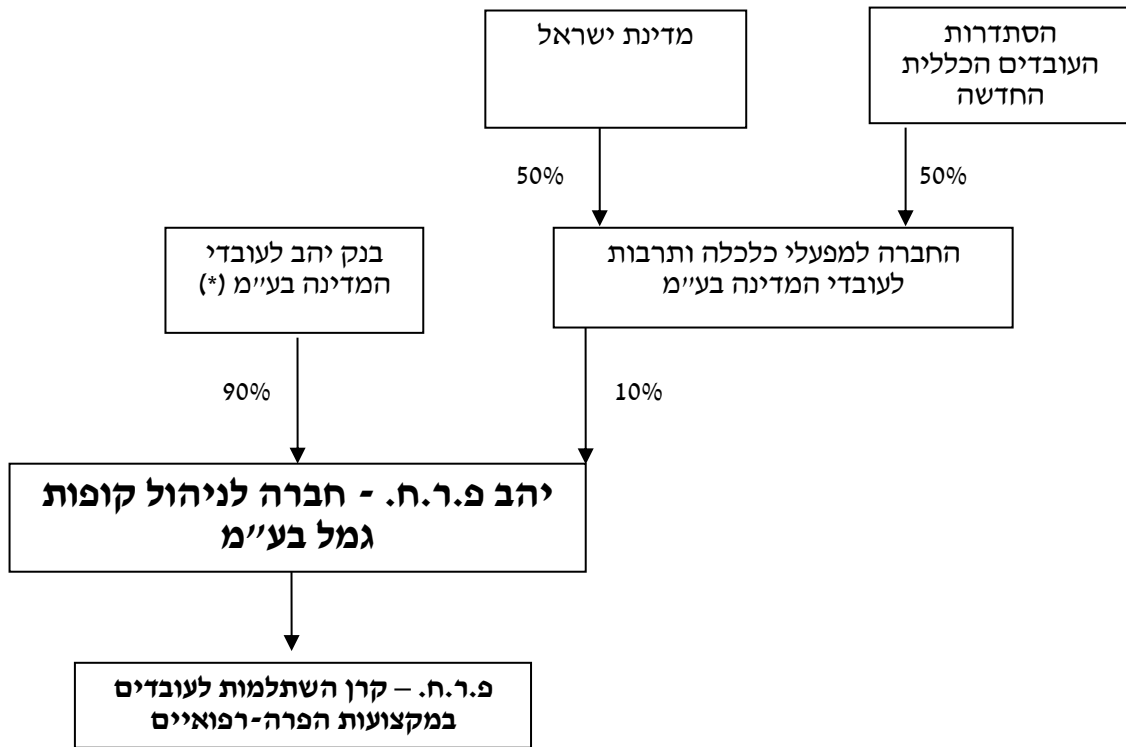 הסתדרות
העובדים הכללית
החדשה
מדינת ישראל
50%
50%
החברה למפעלי כלכלה ותרבות
לעובדי המדינה בע״מ
בנק יהב לעובדי
המדינה בע״מ (*)
10%
90%
יהב פ.ר.ח. - חברה לניהול קופות
גמל בע״מ
פ.ר.ח. – קרן השתלמות לעובדים
במקצועות הפרה-רפואיים